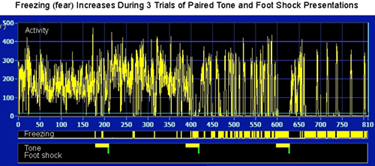 Freezing (fear) Increases During 3 Trials of Paired Tone and Foot Shock Presentations
500
Activity
400
300
200
100
0
0 50 100 150 200 250 300 350 400 450 500 550 600 650 700 750 810
Freezing
Tone
Foot shock